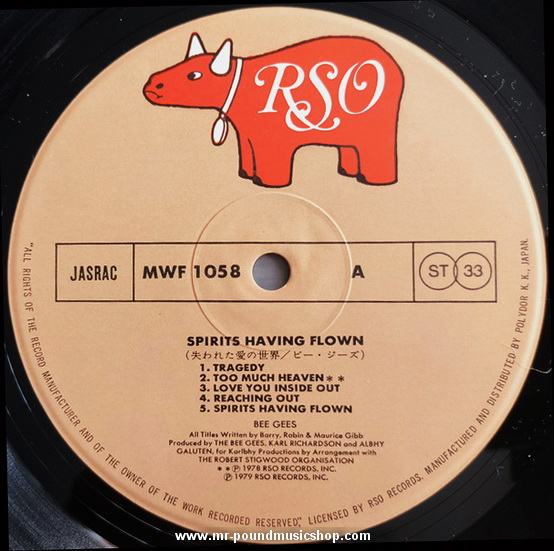 RSO
JASRAC MWF 1058 A ST 33
SPIRITS HAVING FLOWN
(失われた愛の世界/ビー・ジーズ)
1. TRAGEDY
2. TOO MUCH HEAVEN**
3. LOVE YOU INSIDE OUT
4. REACHING OUT
5. SPIRITS HAVING FLOWN
BEE GEES
All Titles Written by Barry, Robin & Maurice Gibb
Produced by THE BEE GEES, KARL RICHARDSON and ALBHY
GALUTEN, for Karlbhy Productions by Arrangement with
THE ROBERT STIGWOOD ORGANISATION
**Ⓟ 1978 RSO RECORDS, INC.
Ⓟ 1979 RSO RECORDS, INC.
"ALL RIGHTS OF THE RECORD MANUFACTURER AND OF THE OWNER OF THE WORK RECORDED RESERVED", LICENSED BY RSO RECORDS, MANUFACTURED AND DISTRIBUTED BY POLYDOR K. K., JAPAN.
www.mr-poundmusicshop.com